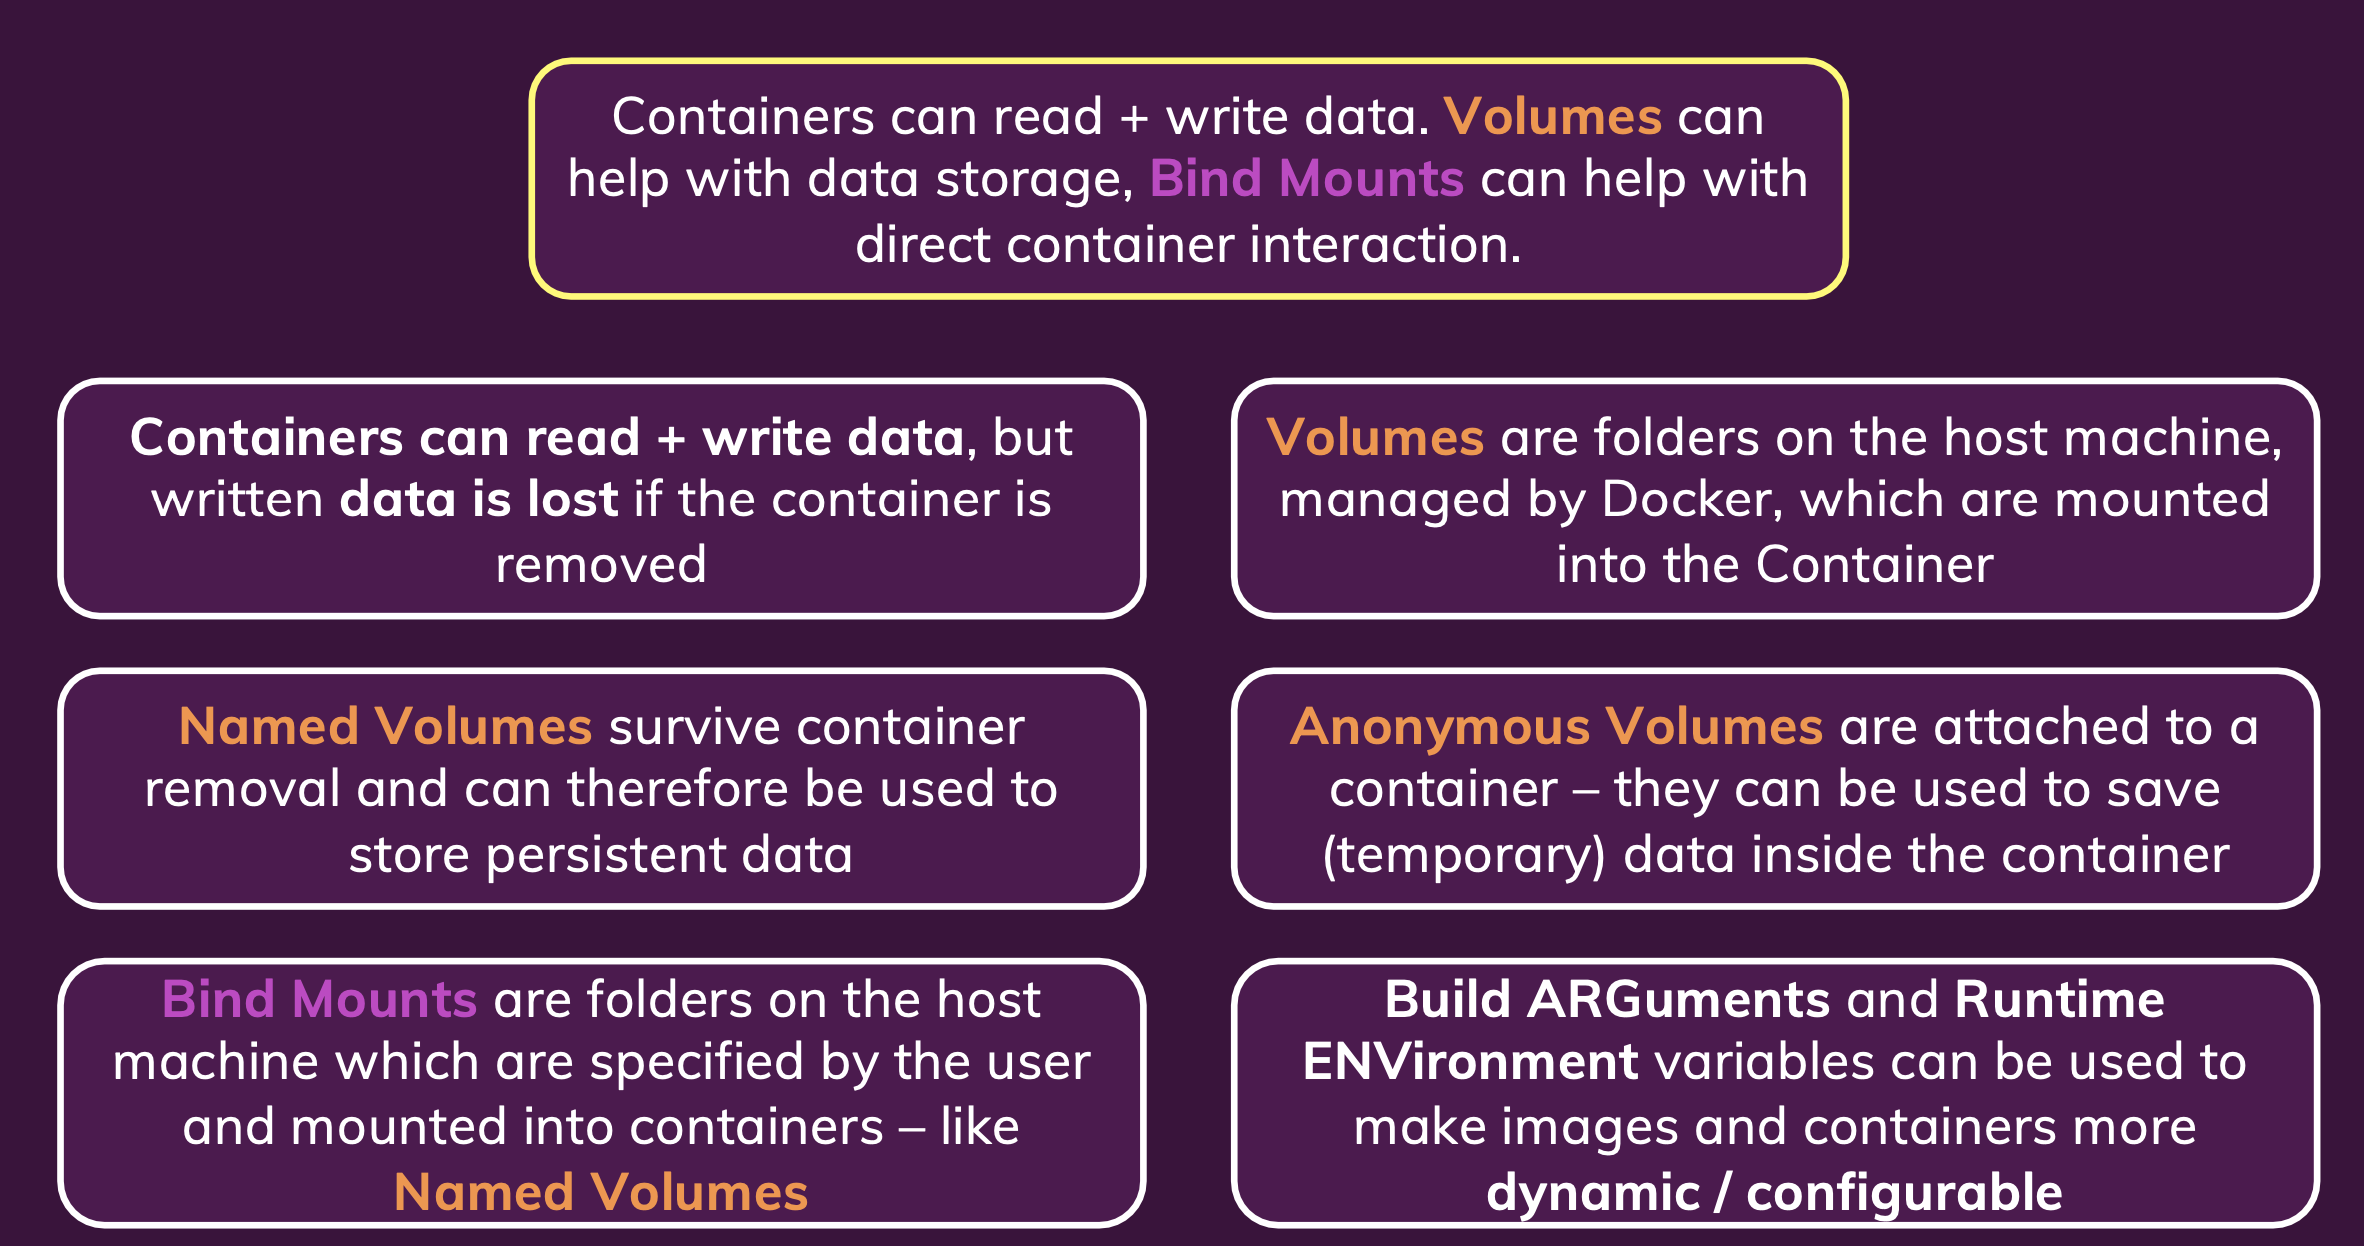 Containers can read + write data. Volumes can
help with data storage, Bind Mounts can help with
direct container interaction.
Containers can read + write data, but
written data is lost if the container is
removed
Volumes are folders on the host machine,
managed by Docker, which are mounted
into the Container
Named Volumes survive container
removal and can therefore be used to
store persistent data
Anonymous Volumes are attached to a
container – they can be used to save
(temporary) data inside the container
Bind Mounts are folders on the host
machine which are specified by the user
and mounted into containers – like
Named Volumes
Build ARGuments and Runtime
ENVironment variables can be used to
make images and containers more
dynamic / configurable